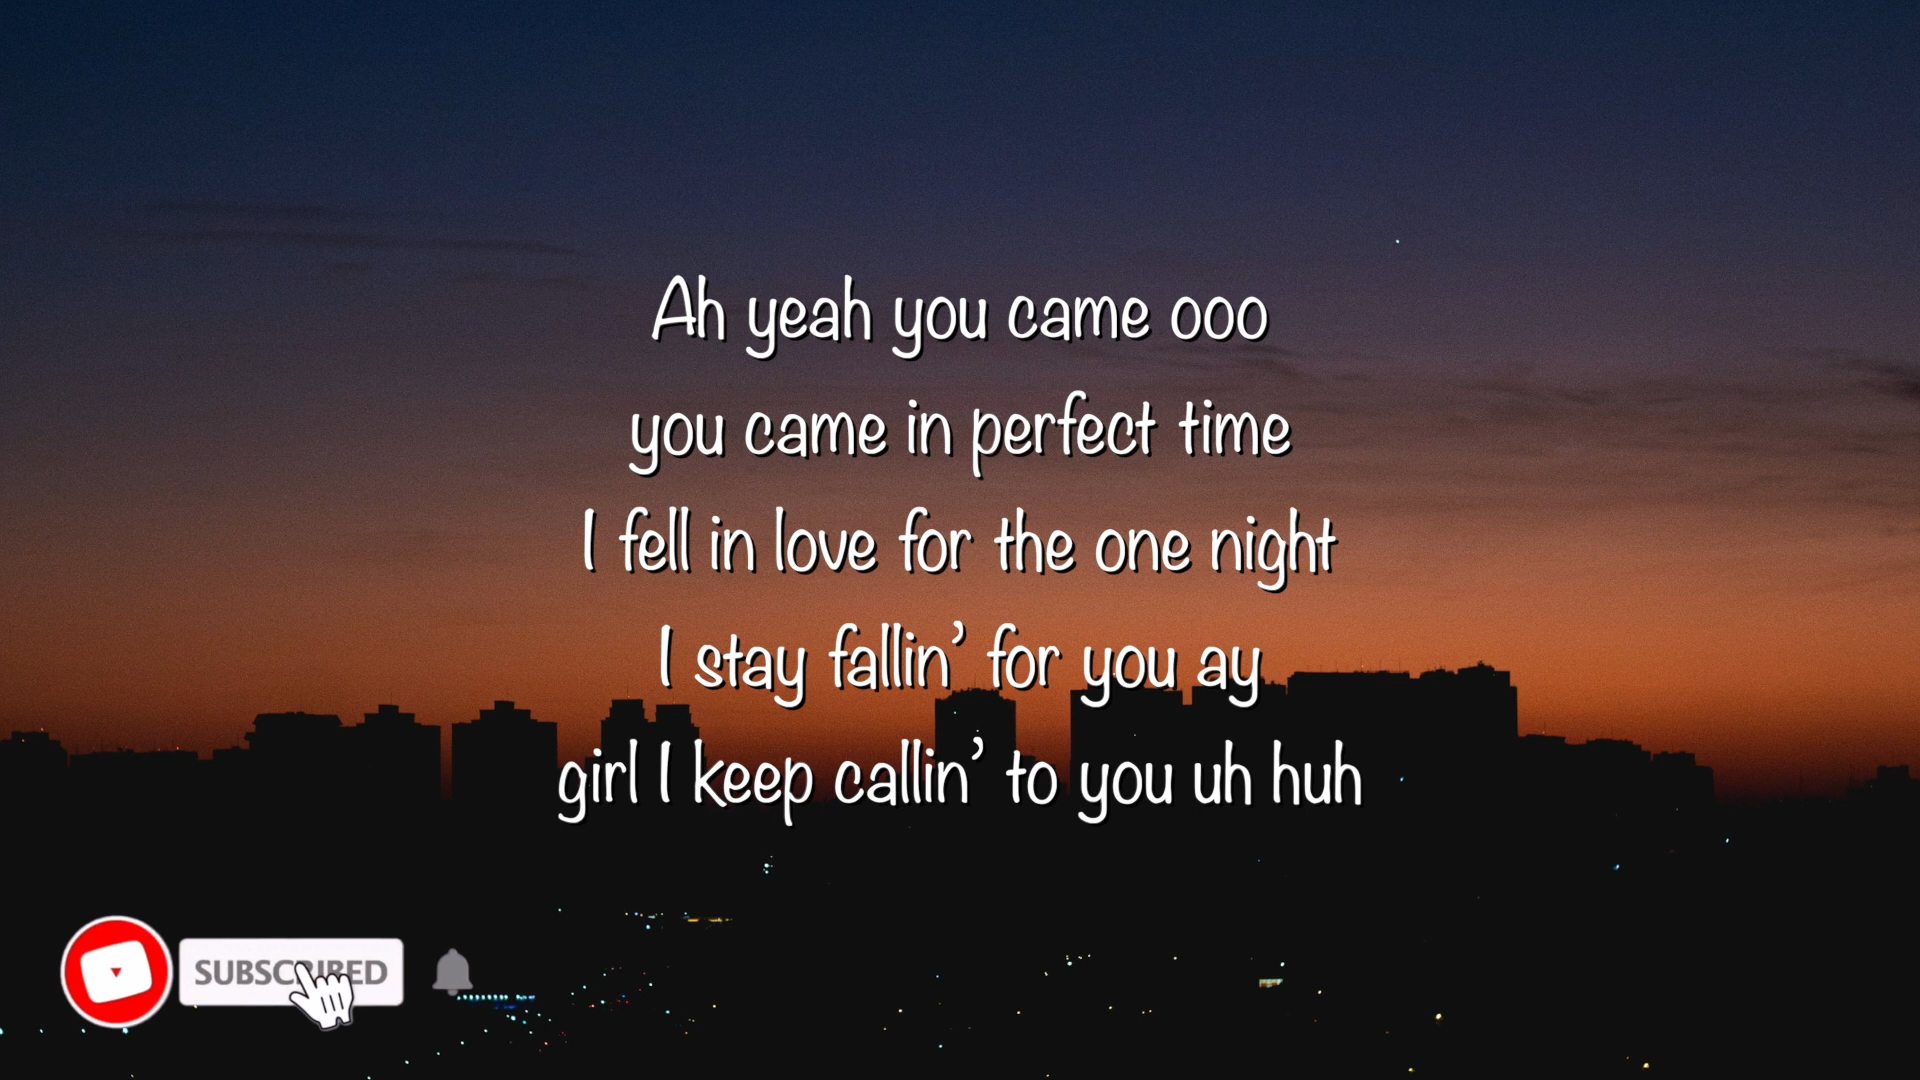 Ah yeah you came ooo
you came in perfect time
I fell in love for the one night
I stay fallin’ for you ay
girl I keep callin’ to you uh huh
SUBSCRIBED